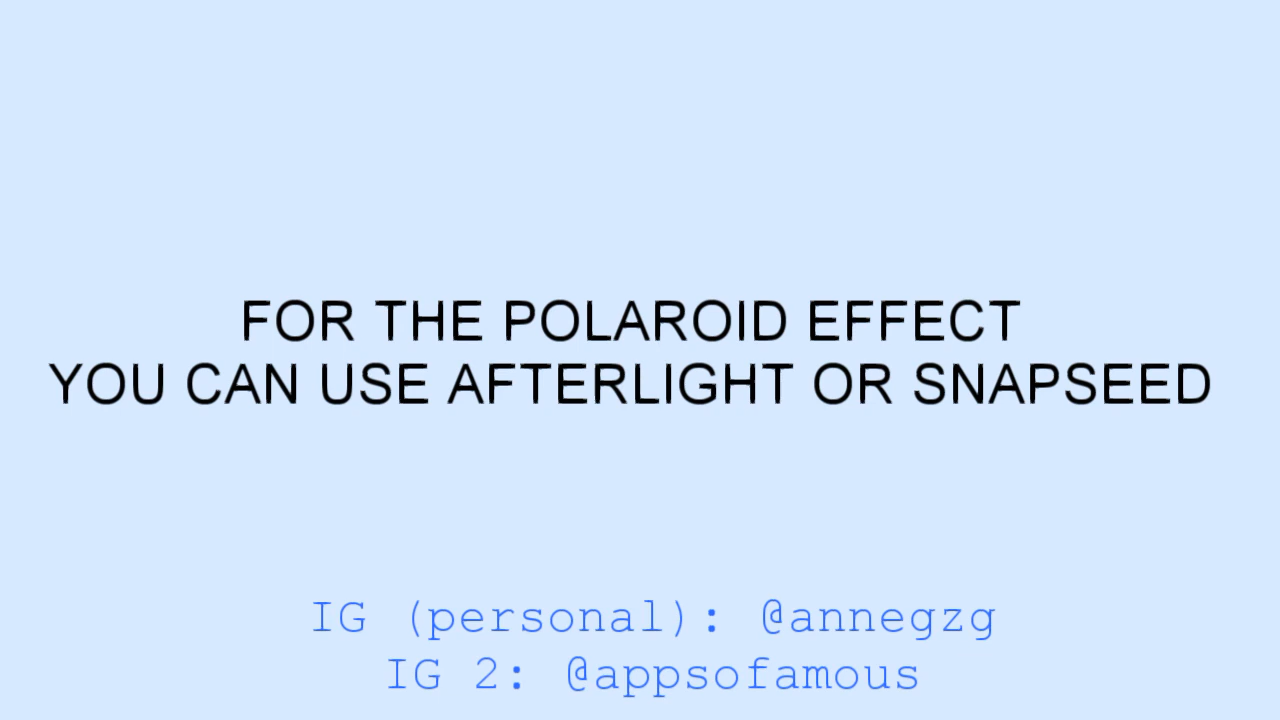 FOR THE POLAROID EFFECT
YOU CAN USE AFTERLIGHT OR SNAPSEED
IG (personal): @annegzg
IG 2: @appsofamous